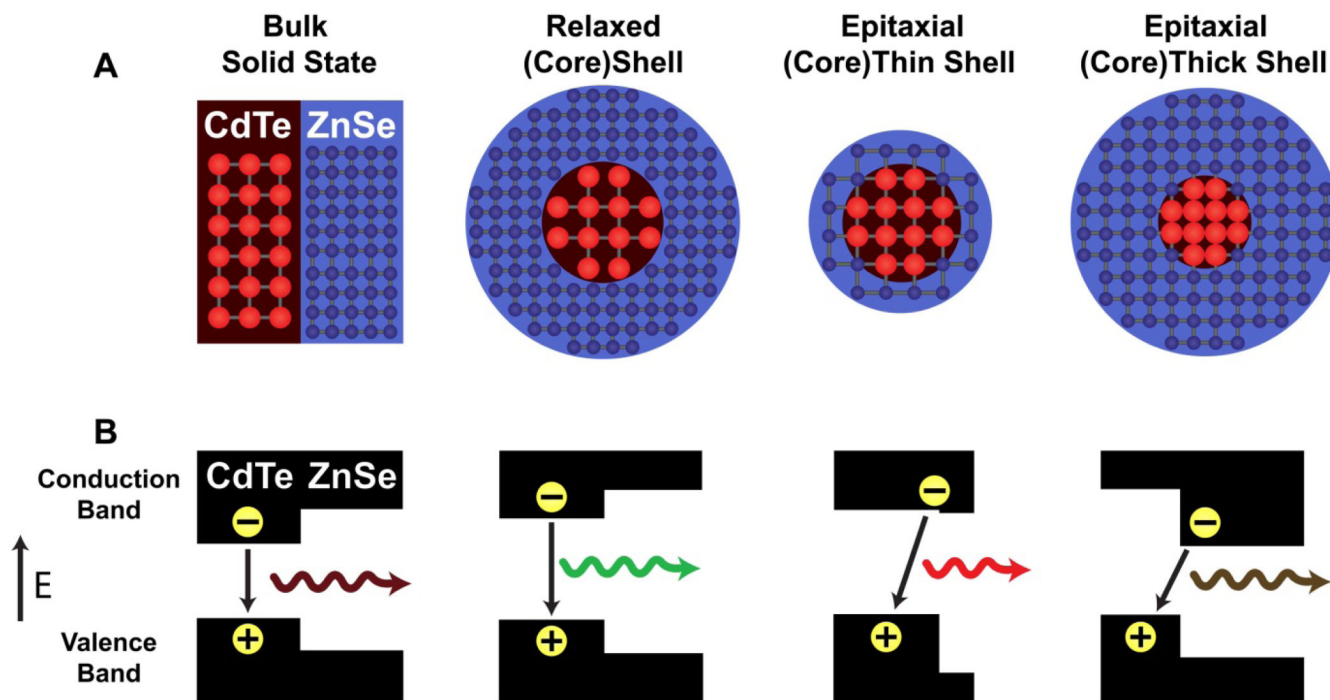 Bulk
Solid State
Relaxed
(Core)Shell
Epitaxial
(Core)Thin Shell
Epitaxial
(Core)Thick Shell
A
CdTe ZnSe
B
Conduction
Band
CdTe ZnSe
E
Valence
Band